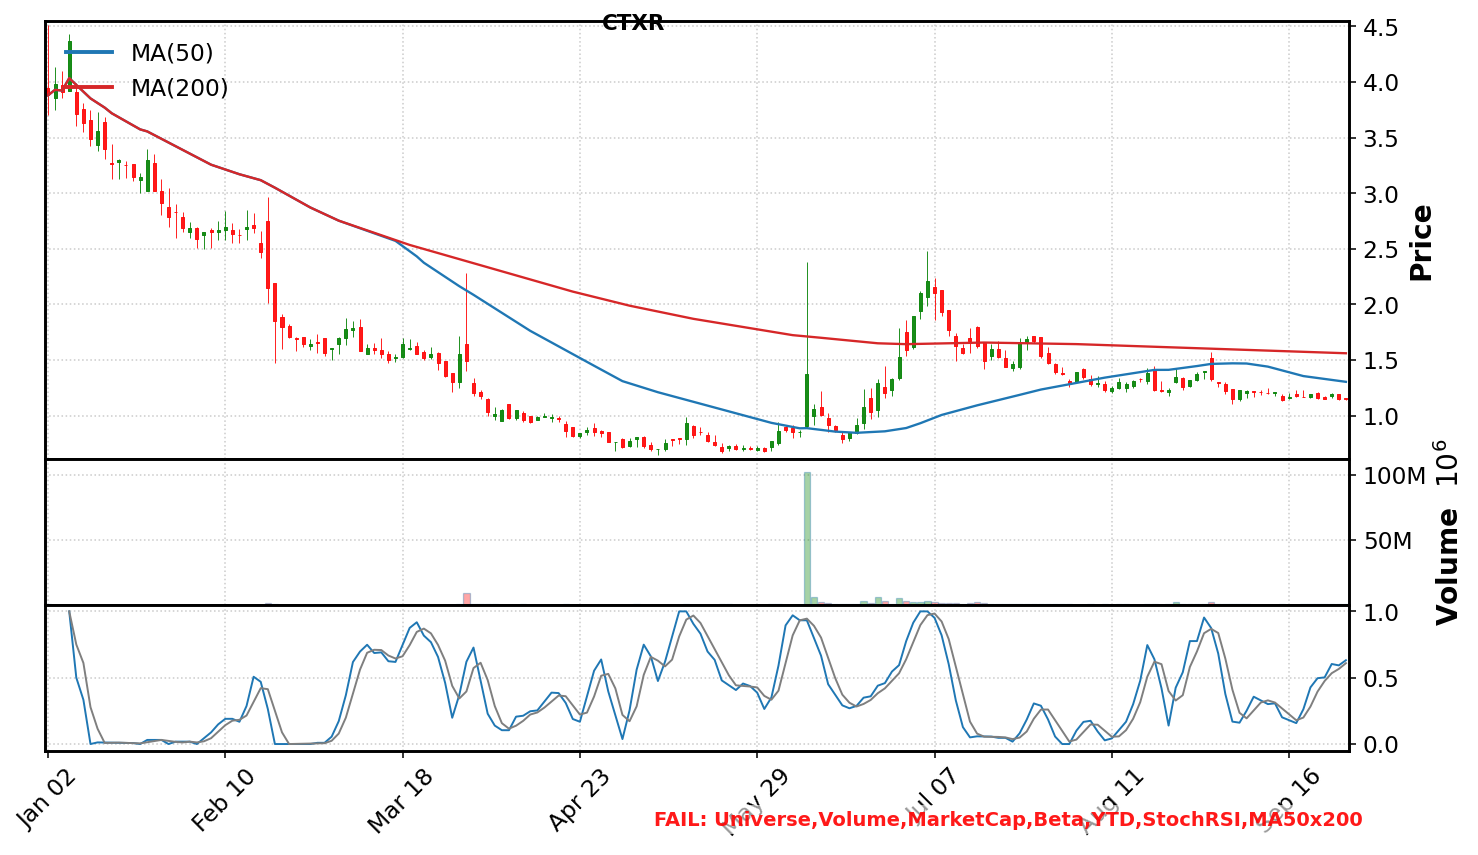 CTXR
MA(50)
MA(200)
4.5
4.0
3.5
3.0
2.5
2.0
1.5
1.0
Price
100M
50M
Volume 10⁶
1.0
0.5
0.0
Jan 02
Feb 10
Mar 18
Apr 23
May 29
Jul 07
Aug 11
Sep 16
FAIL: Universe,Volume,MarketCap,Beta,YTD,StochRSI,MA50x200